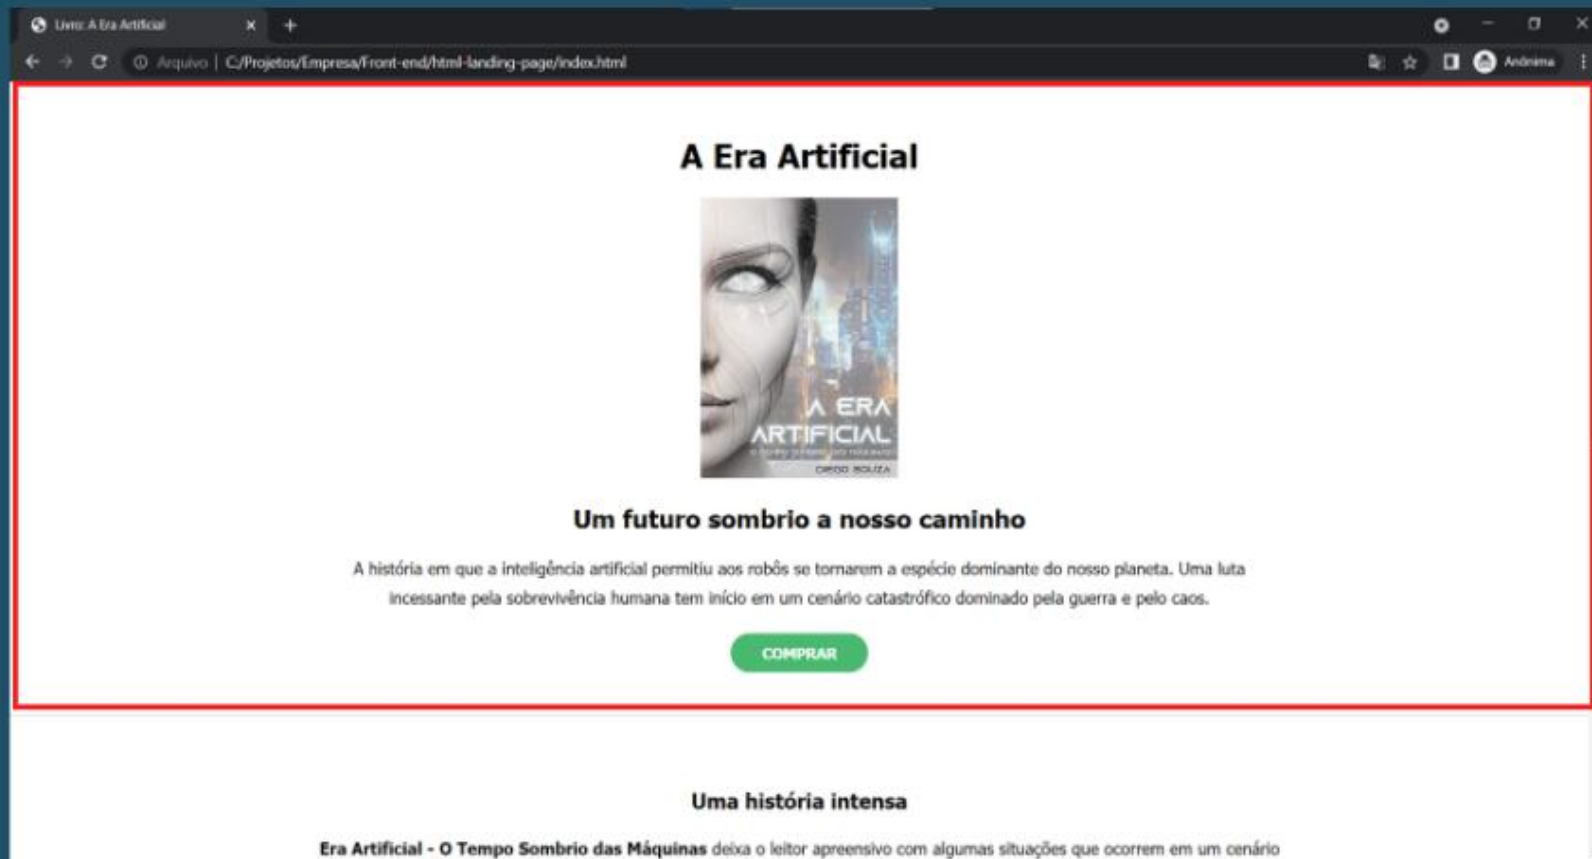 Livro: A Era Artificial
Arquivo | C:/Projetos/Empresa/Front-end/html-landing-page/index.html
Anônima
A Era Artificial
A ERA
ARTIFICIAL
DIEGO SOUZA
Um futuro sombrio a nosso caminho
A história em que a inteligência artificial permitiu aos robôs se tornarem a espécie dominante do nosso planeta. Uma luta
incessante pela sobrevivência humana tem início em um cenário catastrófico dominado pela guerra e pelo caos.
COMPRAR
Uma história intensa
Era Artificial - O Tempo Sombrio das Máquinas deixa o leitor apreensivo com algumas situações que ocorrem em um cenário